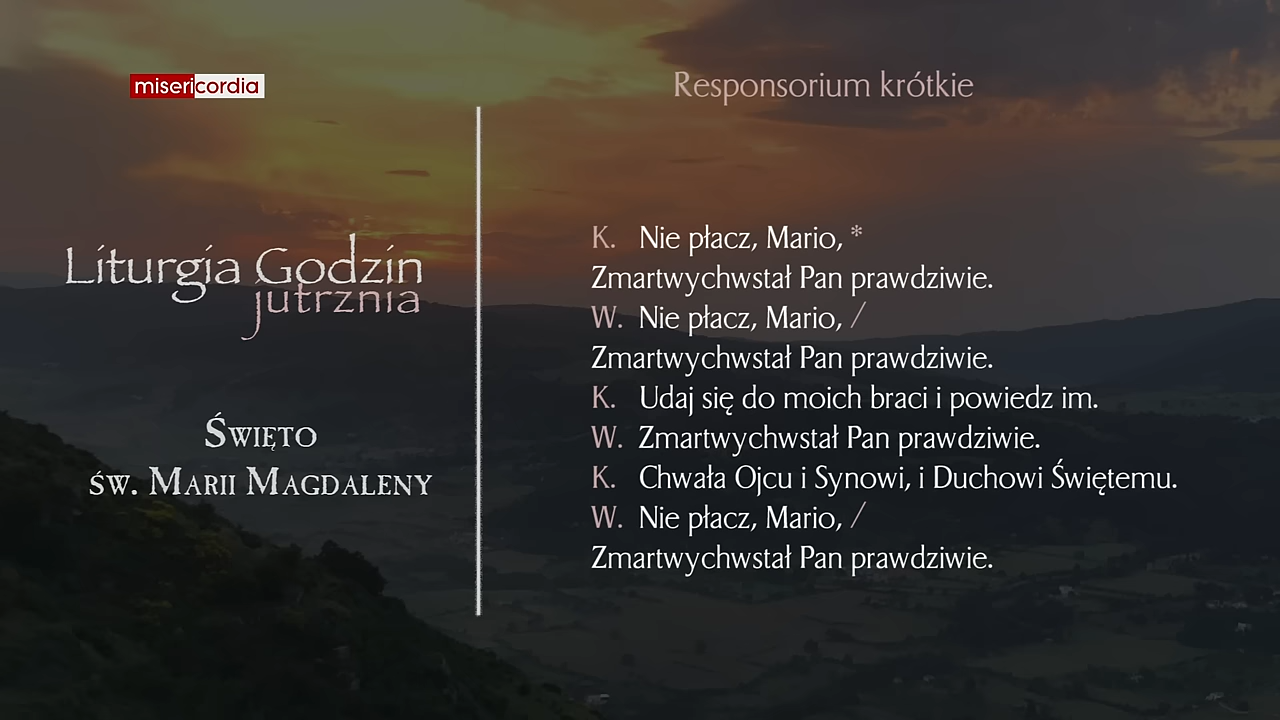 misericordia
Liturgia Godzin
jutrznia
Święto
św. Marii Magdaleny
Responsorium krótkie
K. Nie płacz, Mario, *
Zmartwychwstał Pan prawdziwie.
W. Nie płacz, Mario, /
Zmartwychwstał Pan prawdziwie.
K. Udaj się do moich braci i powiedz im.
W. Zmartwychwstał Pan prawdziwie.
K. Chwała Ojcu i Synowi, i Duchowi Świętemu.
W. Nie płacz, Mario, /
Zmartwychwstał Pan prawdziwie.